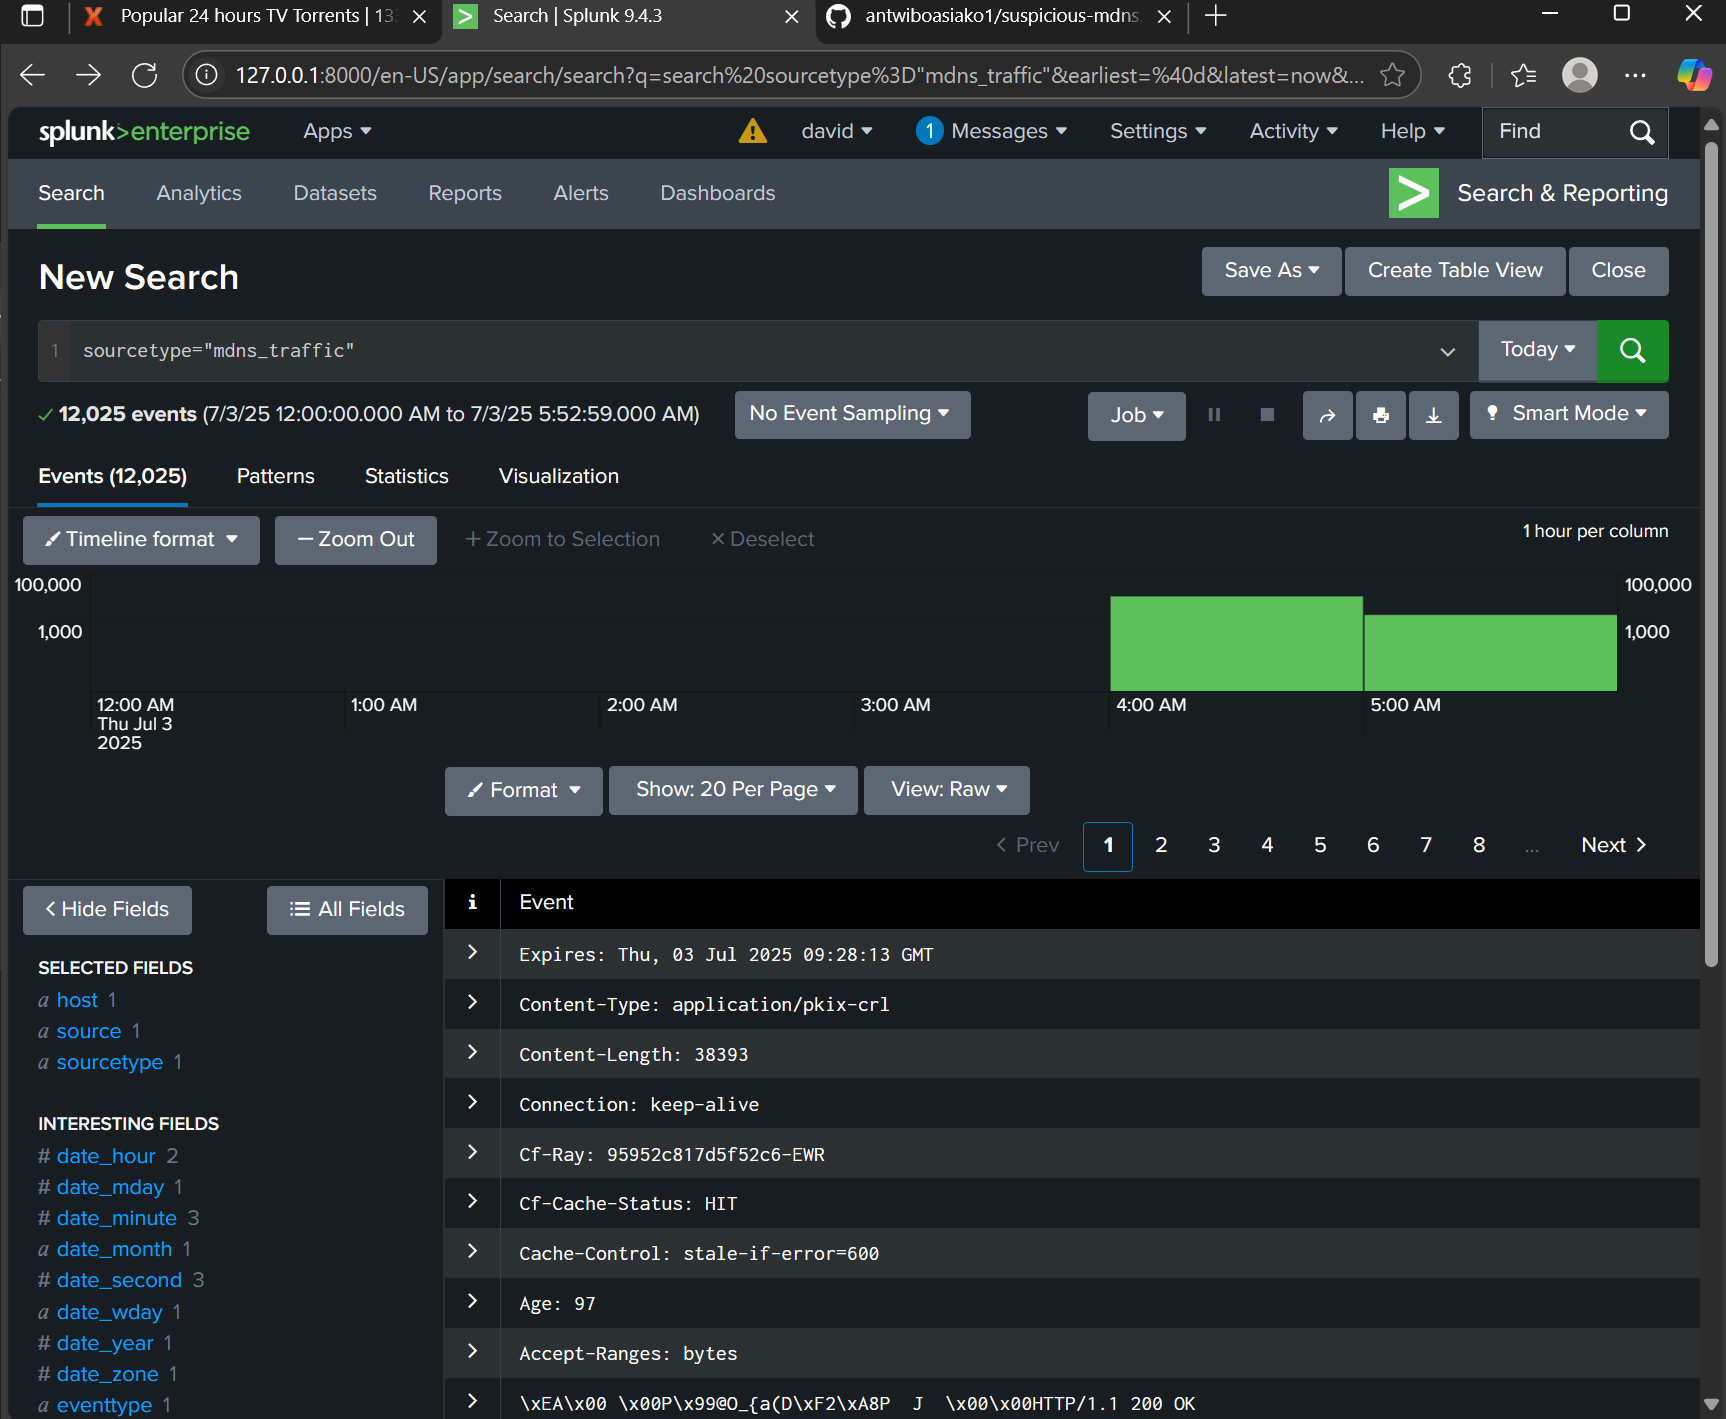 Popular 24 hours TV Torrents | 133
Search | Splunk 9.4.3
antwiboasiako1/suspicious-mdns.
127.0.0.1:8000/en-US/app/search/search?q=search%20sourcetype%3D"mdns_traffic"&earliest=%40d&latest=now&...
splunk>enterprise Apps david 1 Messages Settings Activity Help Find
Search Analytics Datasets Reports Alerts Dashboards Search & Reporting
New Search Save As Create Table View Close
1 sourcetype="mdns_traffic" Today
12,025 events (7/3/25 12:00:00.000 AM to 7/3/25 5:52:59.000 AM) No Event Sampling Job Smart Mode
Events (12,025) Patterns Statistics Visualization
Timeline format Zoom Out + Zoom to Selection × Deselect 1 hour per column
100,000 100,000
1,000 1,000
12:00 AM 1:00 AM 2:00 AM 3:00 AM 4:00 AM 5:00 AM
Thu Jul 3
2025
Format Show: 20 Per Page View: Raw
< Prev 1 2 3 4 5 6 7 8 ... Next >
Hide Fields All Fields
SELECTED FIELDS
a host 1
a source 1
a sourcetype 1
INTERESTING FIELDS
# date_hour 2
# date_mday 1
# date_minute 3
a date_month 1
# date_second 3
a date_wday 1
# date_year 1
# date_zone 1
a eventtype 1
i Event
Expires: Thu, 03 Jul 2025 09:28:13 GMT
Content-Type: application/pkix-crl
Content-Length: 38393
Connection: keep-alive
Cf-Ray: 95952c817d5f52c6-EWR
Cf-Cache-Status: HIT
Cache-Control: stale-if-error=600
Age: 97
Accept-Ranges: bytes
\xEA\x00 \x00P\x99@O_{a(D\xF2\xA8P J \x00\x00HTTP/1.1 200 OK